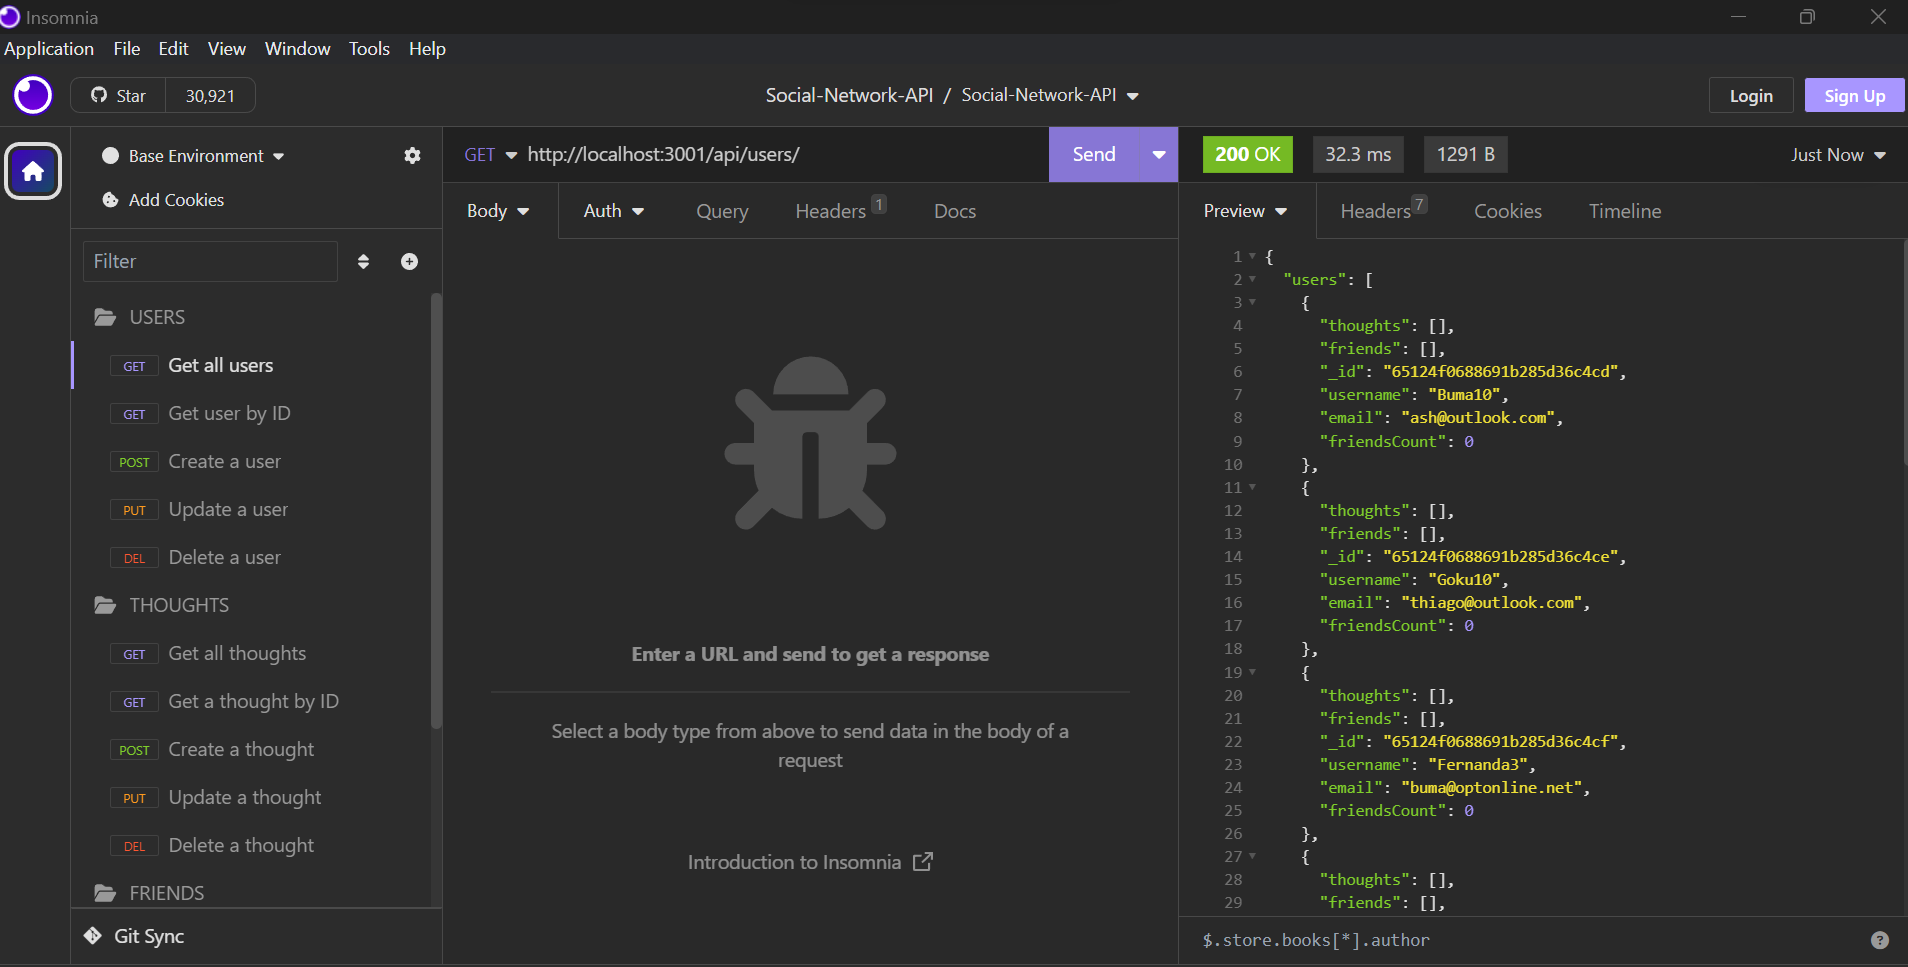 Insomnia
Application File Edit View Window Tools Help
Star 30,921
Social-Network-API / Social-Network-API
Login Sign Up
Base Environment
Add Cookies
Filter
USERS
GET Get all users
GET Get user by ID
POST Create a user
PUT Update a user
DEL Delete a user
THOUGHTS
GET Get all thoughts
GET Get a thought by ID
POST Create a thought
PUT Update a thought
DEL Delete a thought
FRIENDS
Git Sync
GET http://localhost:3001/api/users/ Send
Body Auth Query Headers 1 Docs
Enter a URL and send to get a response
Select a body type from above to send data in the body of a
request
Introduction to Insomnia
200 OK 32.3 ms 1291 B Just Now
Preview Headers 7 Cookies Timeline
1 {
2 "users": [
3 {
4 "thoughts": [],
5 "friends": [],
6 "_id": "65124f0688691b285d36c4cd",
7 "username": "Buma10",
8 "email": "ash@outlook.com",
9 "friendsCount": 0
10 },
11 {
12 "thoughts": [],
13 "friends": [],
14 "_id": "65124f0688691b285d36c4ce",
15 "username": "Goku10",
16 "email": "thiago@outlook.com",
17 "friendsCount": 0
18 },
19 {
20 "thoughts": [],
21 "friends": [],
22 "_id": "65124f0688691b285d36c4cf",
23 "username": "Fernanda3",
24 "email": "buma@optonline.net",
25 "friendsCount": 0
26 },
27 {
28 "thoughts": [],
29 "friends": [],
$.store.books[*].author ?